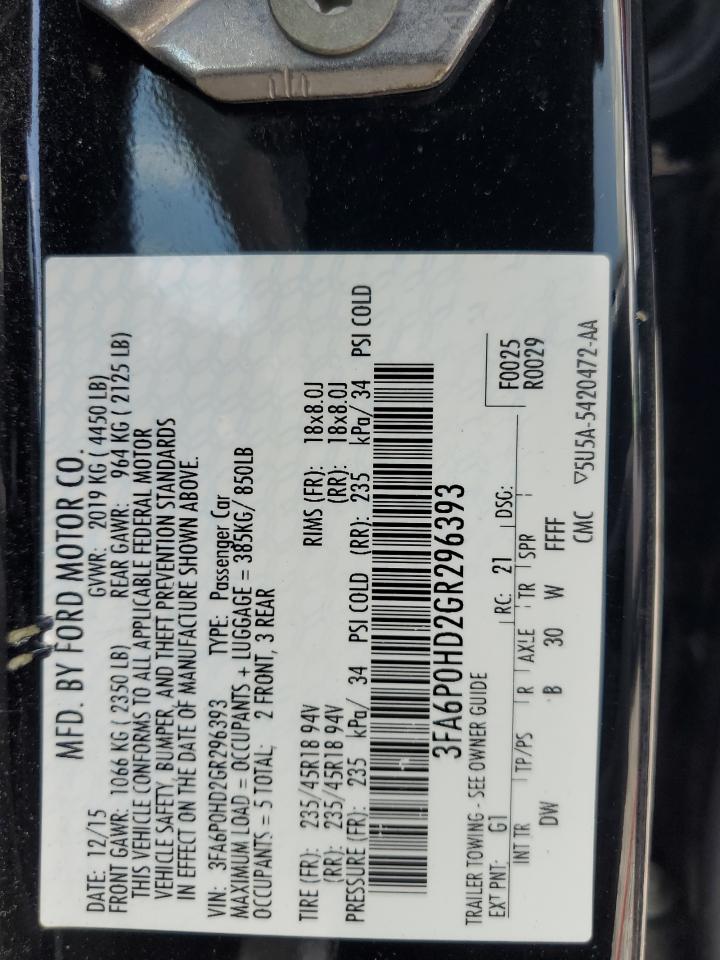 MFD. BY FORD MOTOR CO.
DATE: 12/15 GVWR: 2019 KG ( 4450 LB)
FRONT GAWR: 1066 KG ( 2350 LB) REAR GAWR: 964 KG ( 2125 LB)
THIS VEHICLE CONFORMS TO ALL APPLICABLE FEDERAL MOTOR
VEHICLE SAFETY, BUMPER, AND THEFT PREVENTION STANDARDS
IN EFFECT ON THE DATE OF MANUFACTURE SHOWN ABOVE.
VIN: 3FA6P0HD2GR296393 TYPE: Passenger Car
MAXIMUM LOAD = OCCUPANTS + LUGGAGE = 385KG/ 850LB
OCCUPANTS = 5 TOTAL; 2 FRONT, 3 REAR
TIRE (FR): 235/45R18 94V RIMS (FR): 18x8.0J
(RR): 235/45R18 94V (RR): 18x8.0J
PRESSURE (FR): 235 kPa/ 34 PSI COLD (RR): 235 kPa/ 34 PSI COLD
3FA6P0HD2GR296393
TRAILER TOWING - SEE OWNER GUIDE
F0025
R0029
EXT PNT: G1 RC: 21 DSO:
INT TR TP/PS R AXLE TR SPR
DW B 30 W FFFF
CMC ▽5U5A-5420472-AA